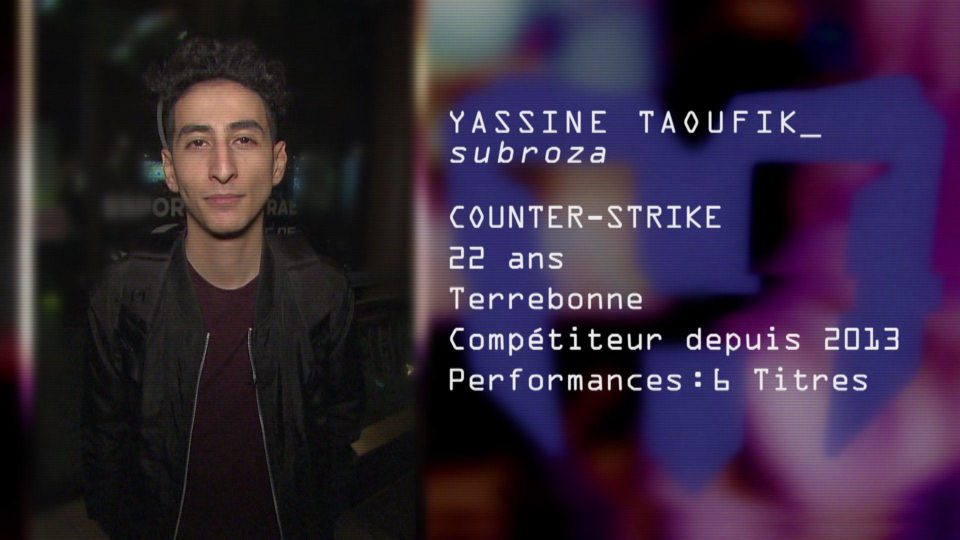 YASSINE TAOUFIK_
subroza
COUNTER-STRIKE
22 ans
Terrebonne
Compétiteur depuis 2013
Performances:6 Titres